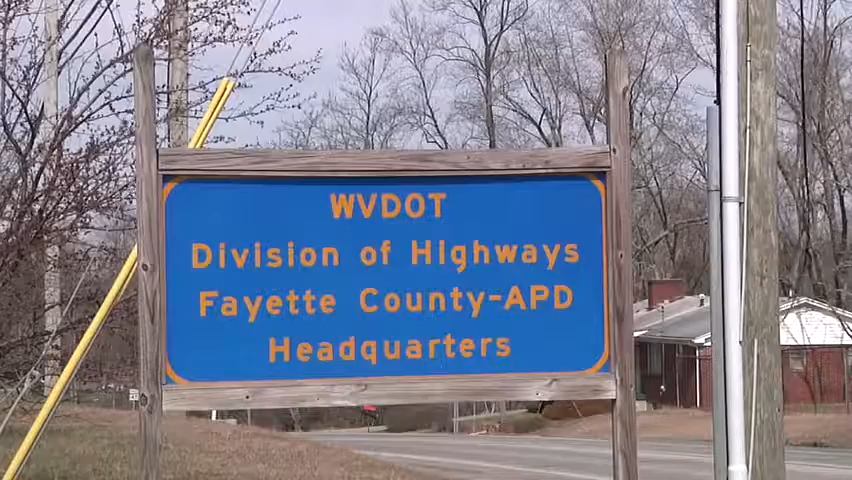 WVDOT
Division of Highways
Fayette County-APD
Headquarters